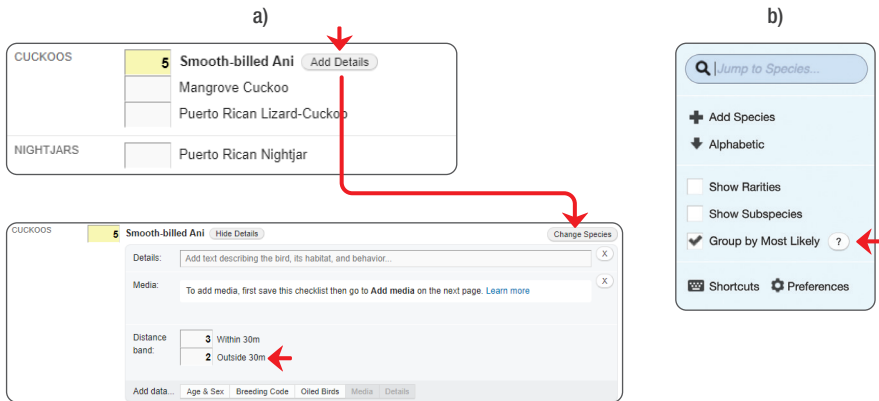 a)
CUCKOOS 5 Smooth-billed Ani Add Details
Mangrove Cuckoo
Puerto Rican Lizard-Cuckoo
NIGHTJARS Puerto Rican Nightjar
CUCKOOS 5 Smooth-billed Ani Hide Details Change Species
Details: Add text describing the bird, its habitat, and behavior... X
Media: To add media, first save this checklist then go to Add media on the next page. Learn more X
Distance band: 3 Within 30m
2 Outside 30m
Add data... Age & Sex Breeding Code Oiled Birds Media Details
b)
Jump to Species...
Add Species
Alphabetic
Show Rarities
Show Subspecies
Group by Most Likely ?
Shortcuts Preferences